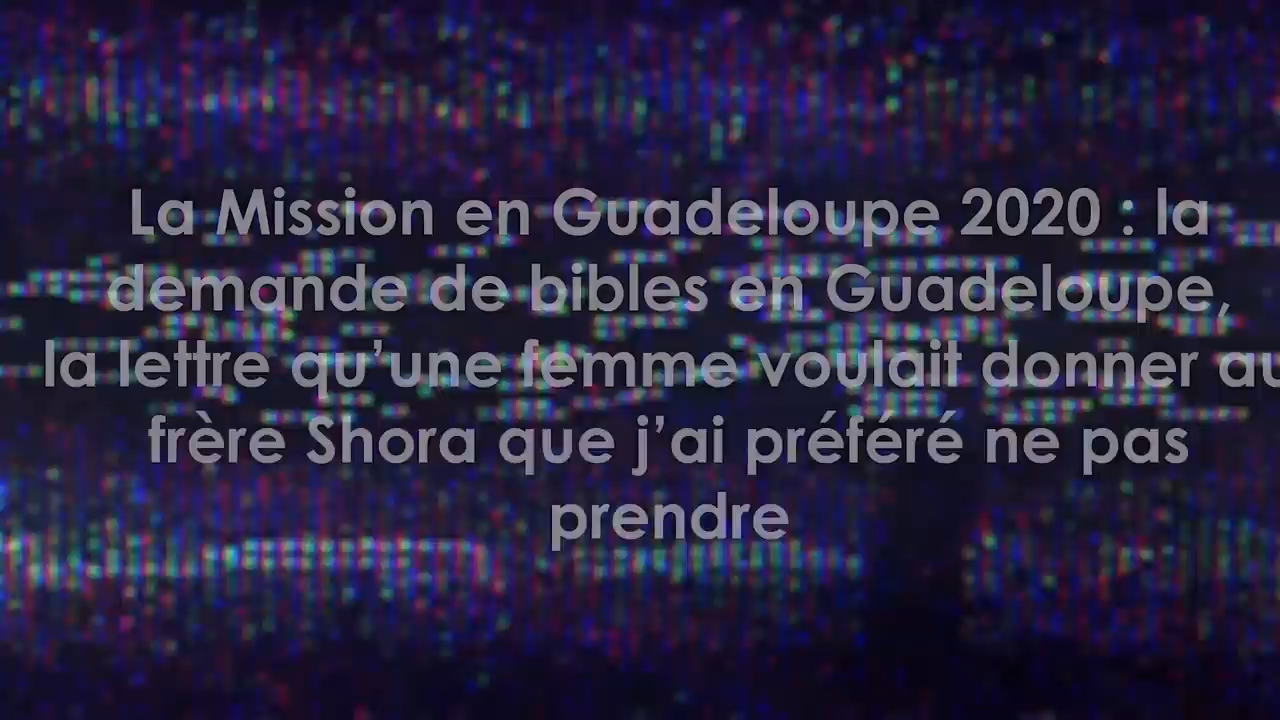 La Mission en Guadeloupe 2020 : la
demande de bibles en Guadeloupe,
la lettre qu’une femme voulait donner au
frère Shora que j’ai préféré ne pas
prendre